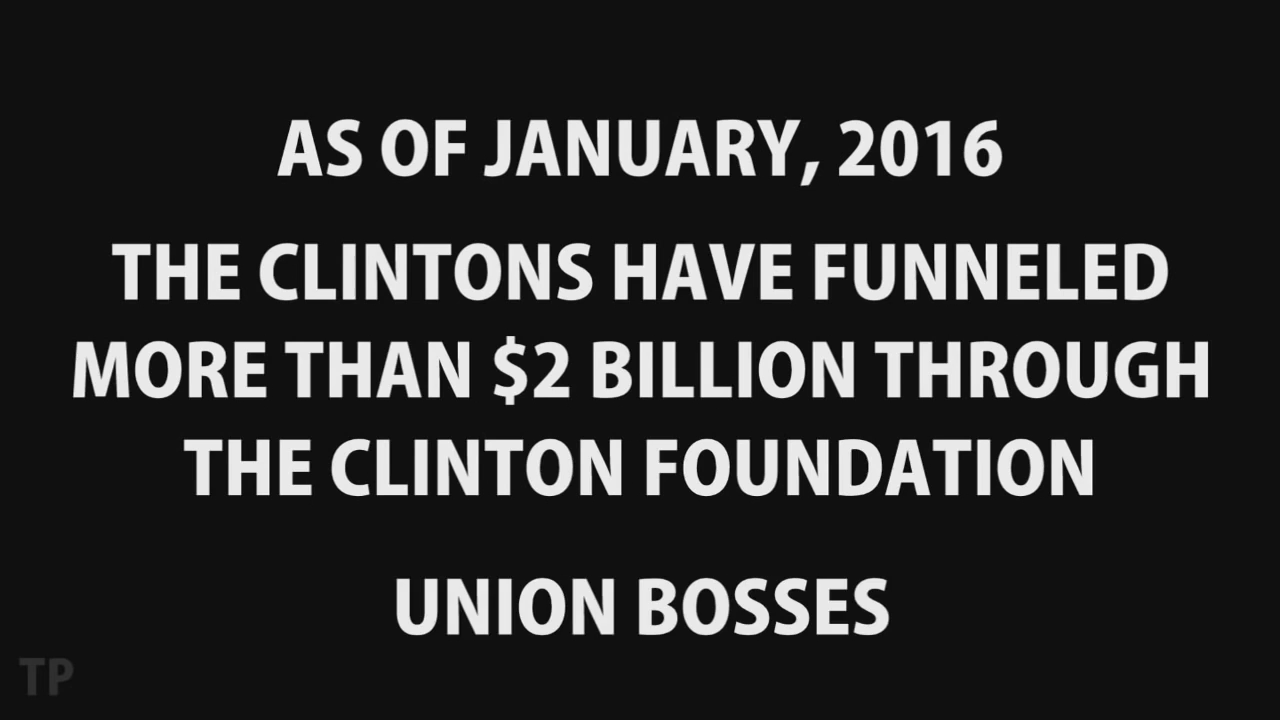 AS OF JANUARY, 2016
THE CLINTONS HAVE FUNNELED
MORE THAN $2 BILLION THROUGH
THE CLINTON FOUNDATION
UNION BOSSES
TP